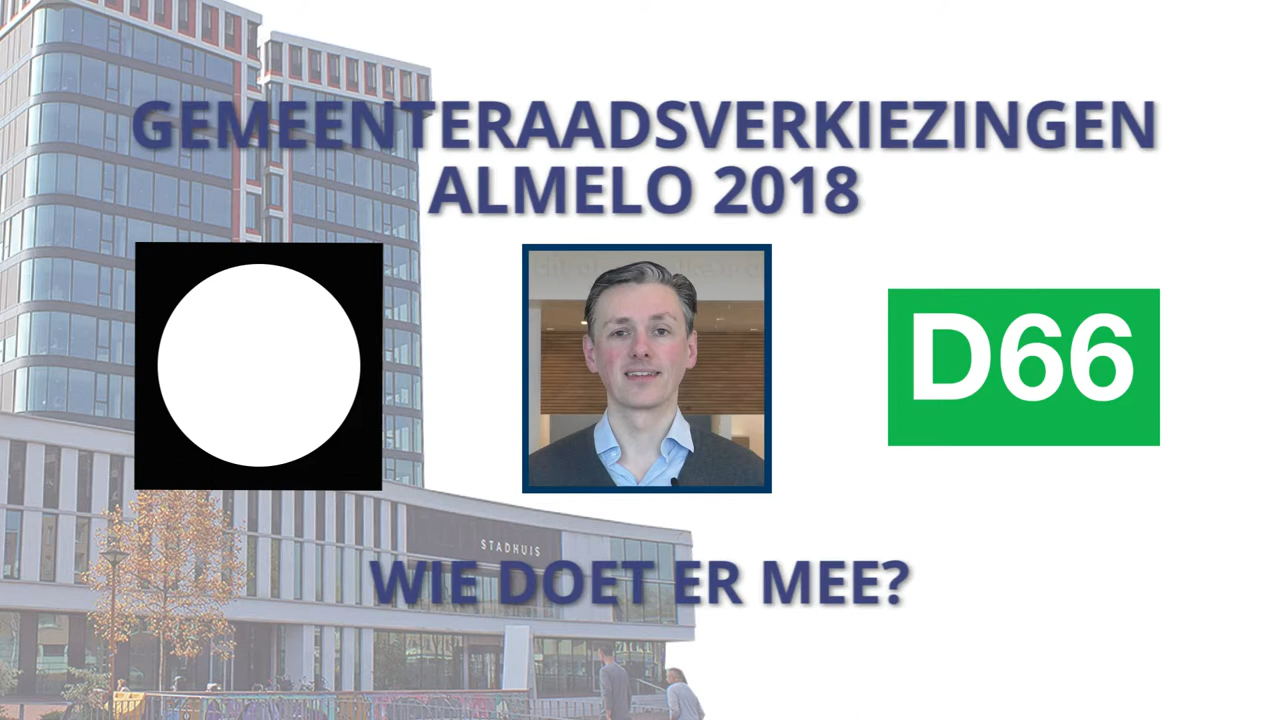 GEMEENTERAADSVERKIEZINGEN
ALMELO 2018
D66
STADHUIS
WIE DOET ER MEE?